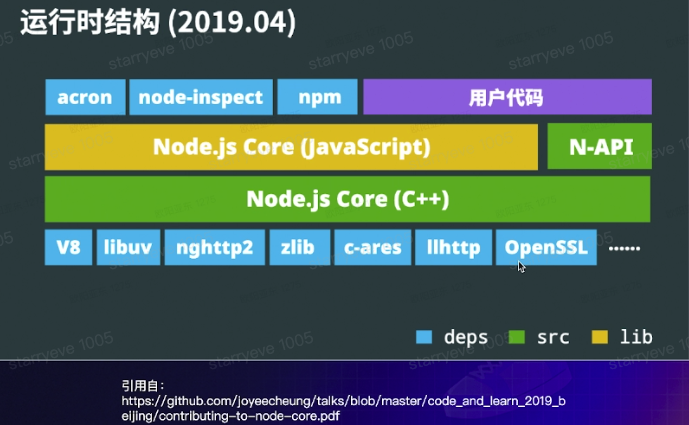 运行时结构 (2019.04)
acron node-inspect npm 用户代码
Node.js Core (JavaScript) N-API
Node.js Core (C++)
V8 libuv nghttp2 zlib c-ares llhttp OpenSSL ......
deps src lib
引用自：
https://github.com/joyeecheung/talks/blob/master/code_and_learn_2019_b
eijing/contributing-to-node-core.pdf
starryeve 1005